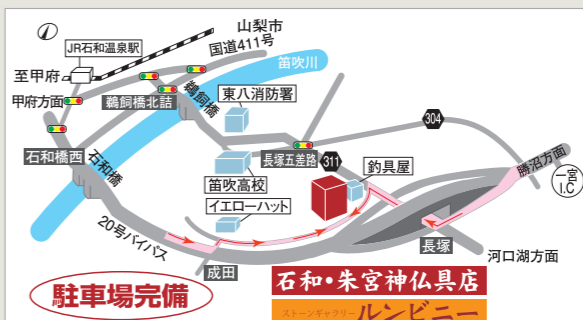 山梨市
国道411号
JR石和温泉駅
至甲府
甲府方面
鵜飼橋北詰
鵜飼橋
笛吹川
東八消防署
石和橋西
石和橋
長塚五差路
304
311
釣具屋
笛吹高校
イエローハット
勝沼方面
一宮
I.C
20号バイパス
成田
長塚
河口湖方面
駐車場完備
石和・朱宮神仏具店
ストーンギャラリー ルンビニー